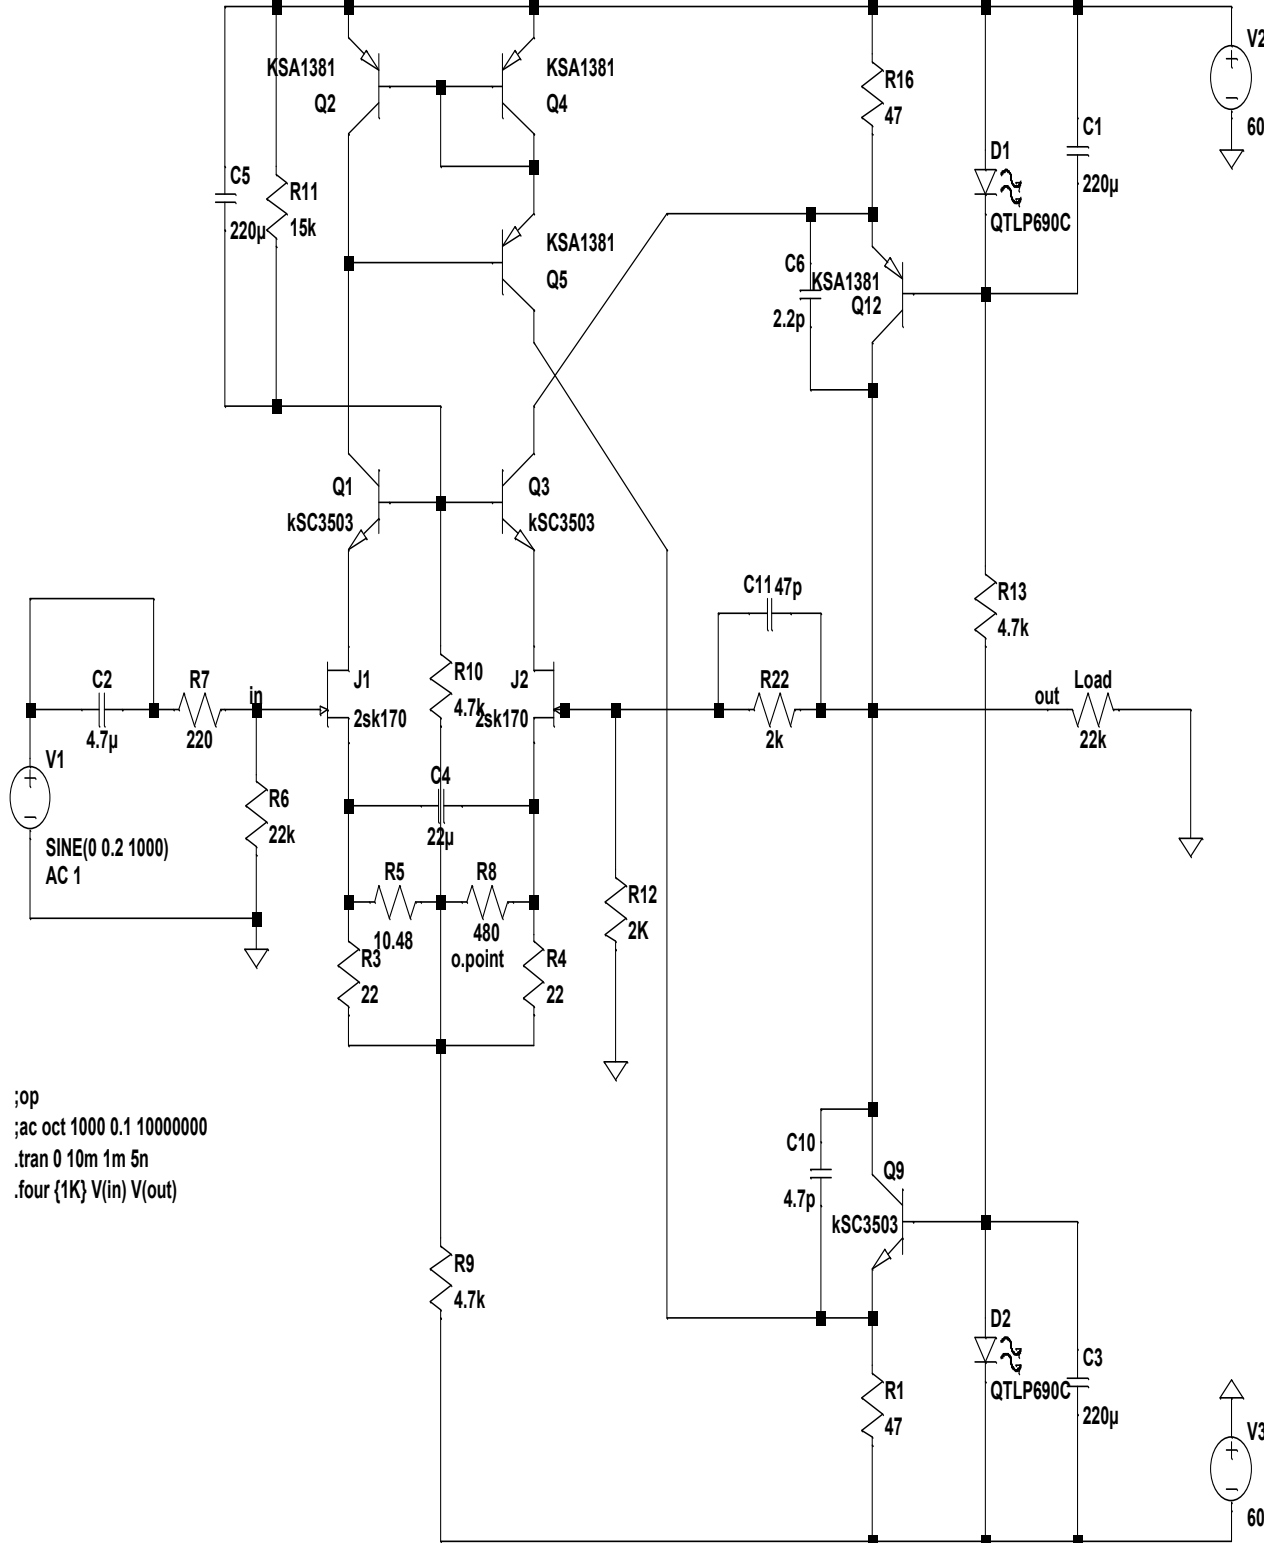 V2
KSA1381
Q2
KSA1381
Q4
R16
47
60
C1
220µ
D1
QTLP690C
C5
220µ
R11
15k
KSA1381
Q5
C6
2.2p
KSA1381
Q12
Q1
kSC3503
Q3
kSC3503
C11 47p
R13
4.7k
C2
4.7µ
R7
220
in
J1
2sk170
R10
4.7k
J2
2sk170
R22
2k
out
Load
22k
V1
SINE(0 0.2 1000)
AC 1
R6
22k
C4
22µ
R5
10.48
R8
480
o.point
R3
22
R4
22
R12
2K
;op
;ac oct 1000 0.1 10000000
.tran 0 10m 1m 5n
.four {1K} V(in) V(out)
C10
4.7p
Q9
kSC3503
R9
4.7k
D2
QTLP690C
C3
220µ
R1
47
V3
60